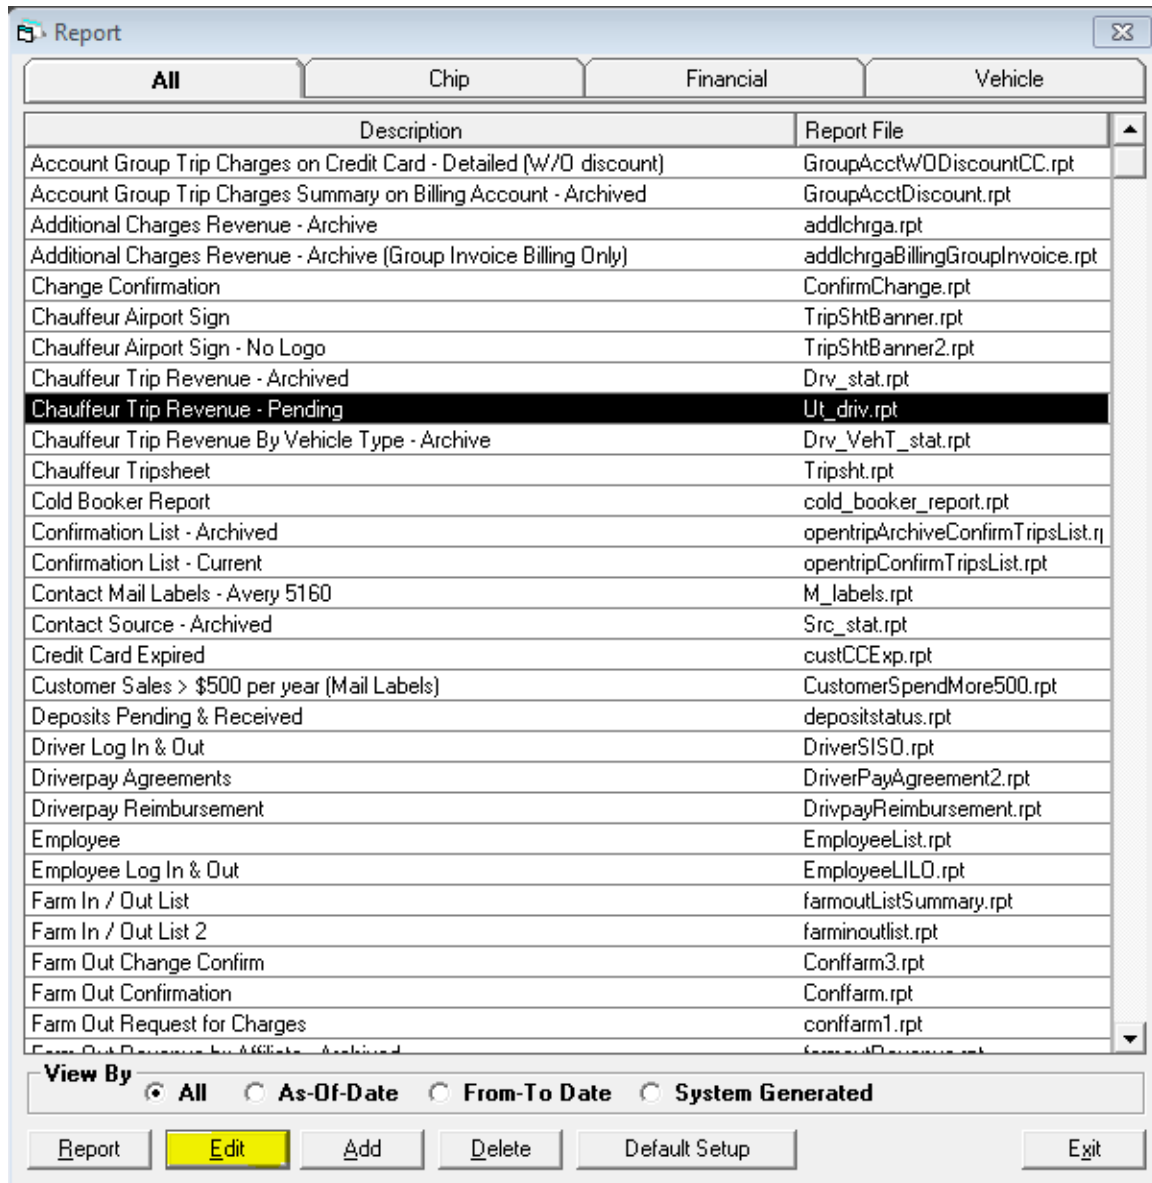 Report
All Chip Financial Vehicle
Description Report File
Account Group Trip Charges on Credit Card - Detailed (W/O discount) GroupAcctWODiscountCC.rpt
Account Group Trip Charges Summary on Billing Account - Archived GroupAcctDiscount.rpt
Additional Charges Revenue - Archive addlchrga.rpt
Additional Charges Revenue - Archive (Group Invoice Billing Only) addlchrgaBillingGroupInvoice.rpt
Change Confirmation ConfirmChange.rpt
Chauffeur Airport Sign TripShtBanner.rpt
Chauffeur Airport Sign - No Logo TripShtBanner2.rpt
Chauffeur Trip Revenue - Archived Drv_stat.rpt
Chauffeur Trip Revenue - Pending Ut_driv.rpt
Chauffeur Trip Revenue By Vehicle Type - Archive Drv_VehT_stat.rpt
Chauffeur Tripsheet Tripsht.rpt
Cold Booker Report cold_booker_report.rpt
Confirmation List - Archived opentripArchiveConfirmTripsList.r
Confirmation List - Current opentripConfirmTripsList.rpt
Contact Mail Labels - Avery 5160 M_labels.rpt
Contact Source - Archived Src_stat.rpt
Credit Card Expired custCCExp.rpt
Customer Sales > $500 per year (Mail Labels) CustomerSpendMore500.rpt
Deposits Pending & Received depositstatus.rpt
Driver Log In & Out DriverSISO.rpt
Driverpay Agreements DriverPayAgreement2.rpt
Driverpay Reimbursement DrivpayReimbursement.rpt
Employee EmployeeList.rpt
Employee Log In & Out EmployeeLILO.rpt
Farm In / Out List farmoutListSummary.rpt
Farm In / Out List 2 farminoutlist.rpt
Farm Out Change Confirm Conffarm3.rpt
Farm Out Confirmation Conffarm.rpt
Farm Out Request for Charges conffarm1.rpt
Farm Out Revenue by Affiliate - Archived farmoutRevenue.rpt
View By
All As-Of-Date From-To Date System Generated
Report Edit Add Delete Default Setup Exit